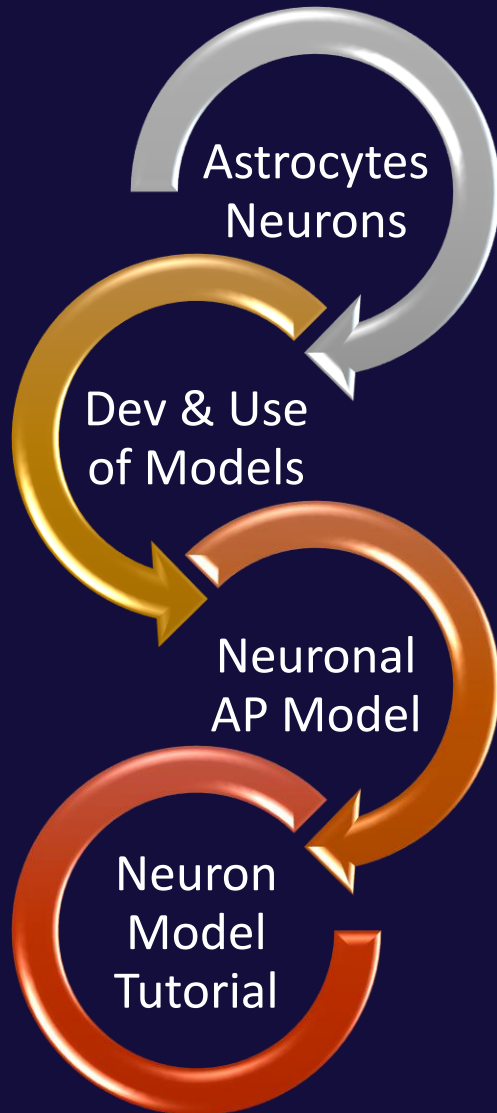 Astrocytes
Neurons
Dev & Use
of Models
Neuronal
AP Model
Neuron
Model
Tutorial